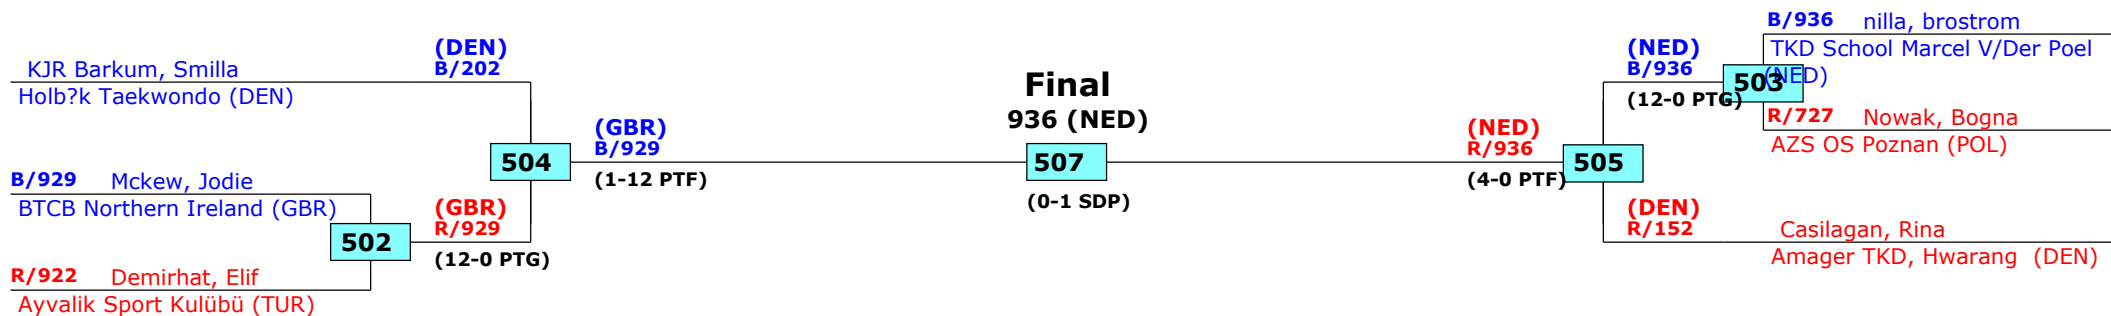 B/936 nilla, brostrom
(DEN) (NED) TKD School Marcel V/Der Poel
KJR Barkum, Smilla B/202 Final B/936 503 (NED)
Holb?k Taekwondo (DEN) (12-0 PTG)
936 (NED) R/727 Nowak, Bogna
(GBR) (NED) AZS OS Poznan (POL)
B/929 R/936
504 507 505
B/929 Mckew, Jodie (1-12 PTF) (4-0 PTF)
BTCB Northern Ireland (GBR) (GBR) (0-1 SDP) (DEN)
502 R/929 R/152 Casilagan, Rina
(12-0 PTG) Amager TKD, Hwarang (DEN)
R/922 Demirhat, Elif
Ayvalik Sport Kulübü (TUR)